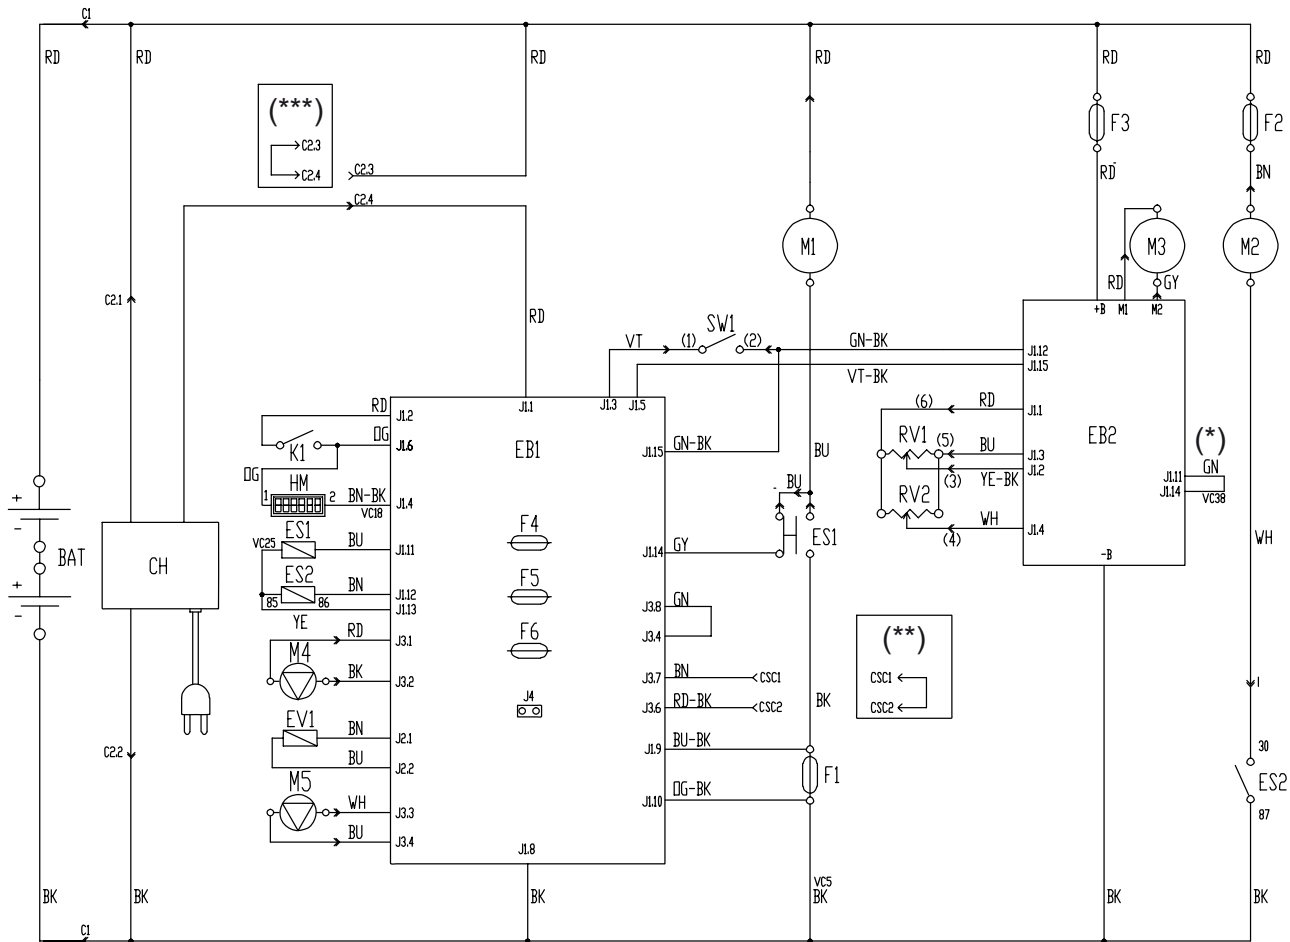 C1
RD RD RD RD RD RD
(***)
C2.3
C2.4
C2.3
C2.4
F3
F2
RD
BN
M1
M3
M2
RD
GY
C2.1
RD
+B M1 M2
VT (1) SW1 (2) GN-BK
J1.12
VT-BK
J1.15
J1.1 J1.3 J1.5
RD
J1.2
(6) RD
J1.1
K1
OG
J1.6
EB1
GN-BK
J1.15
BU
RV1 (5) BU
J1.3
EB2
(*)
OG
HM
1 2
BN-BK
VC18
J1.4
(3) YE-BK
J1.2
J1.11
GN
J1.14
VC38
BU
RV2
WH
(4)
J1.4
+
-
BAT
+
-
CH
F4
ES1
VC25
BU
J1.11
J1.14
GY
ES1
-B
WH
ES2
BN
J1.12
85 86
J1.13
YE
F5
J3.8
GN
J3.4
RD
J3.1
F6
(**)
M4
BK
J3.2
J3.7
BN
CSC1
CSC1
J4
J3.6
RD-BK
CSC2
CSC2
BK
I
EV1
BN
J2.1
J1.9
BU-BK
C2.2
BU
J2.2
30
F1
ES2
M5
WH
J3.3
J1.10
OG-BK
87
BU
J3.4
J1.8
VC5
BK BK BK BK BK BK
C1